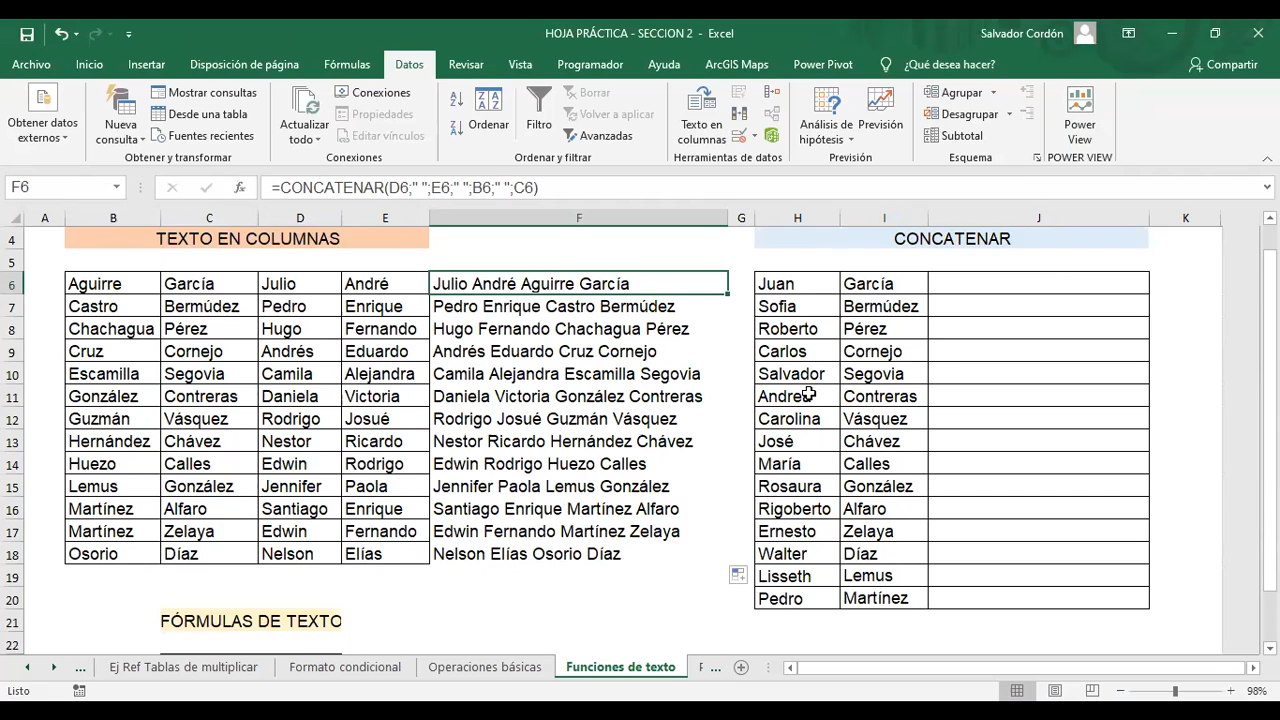 HOJA PRÁCTICA - SECCION 2 - Excel
Salvador Cordón
Archivo Inicio Insertar Disposición de página Fórmulas Datos Revisar Vista Programador Ayuda ArcGIS Maps Power Pivot ¿Qué desea hacer? Compartir
Obtener datos externos
Nueva consulta
Mostrar consultas
Desde una tabla
Fuentes recientes
Obtener y transformar
Actualizar todo
Conexiones
Propiedades
Editar vínculos
Conexiones
Ordenar
Filtro
Borrar
Volver a aplicar
Avanzadas
Ordenar y filtrar
Texto en columnas
Herramientas de datos
Análisis de hipótesis
Previsión
Previsión
Agrupar
Desagrupar
Subtotal
Esquema
Power View
POWER VIEW
F6 fx =CONCATENAR(D6;" ";E6;" ";B6;" ";C6)
A B C D E F G H I J K
4 TEXTO EN COLUMNAS CONCATENAR
5
6 Aguirre García Julio André Julio André Aguirre García Juan García
7 Castro Bermúdez Pedro Enrique Pedro Enrique Castro Bermúdez Sofia Bermúdez
8 Chachagua Pérez Hugo Fernando Hugo Fernando Chachagua Pérez Roberto Pérez
9 Cruz Cornejo Andrés Eduardo Andrés Eduardo Cruz Cornejo Carlos Cornejo
10 Escamilla Segovia Camila Alejandra Camila Alejandra Escamilla Segovia Salvador Segovia
11 González Contreras Daniela Victoria Daniela Victoria González Contreras Contreras
12 Guzmán Vásquez Rodrigo Josué Rodrigo Josué Guzmán Vásquez Carolina Vásquez
13 Hernández Chávez Nestor Ricardo Nestor Ricardo Hernández Chávez José Chávez
14 Huezo Calles Edwin Rodrigo Edwin Rodrigo Huezo Calles María Calles
15 Lemus González Jennifer Paola Jennifer Paola Lemus González Rosaura González
16 Martínez Alfaro Santiago Enrique Santiago Enrique Martínez Alfaro Rigoberto Alfaro
17 Martínez Zelaya Edwin Fernando Edwin Fernando Martínez Zelaya Ernesto Zelaya
18 Osorio Díaz Nelson Elías Nelson Elías Osorio Díaz Walter Díaz
19 Lisseth Lemus
20 Pedro Martínez
21 FÓRMULAS DE TEXTO
22
... Ej Ref Tablas de multiplicar Formato condicional Operaciones básicas Funciones de texto ...
Listo 98%